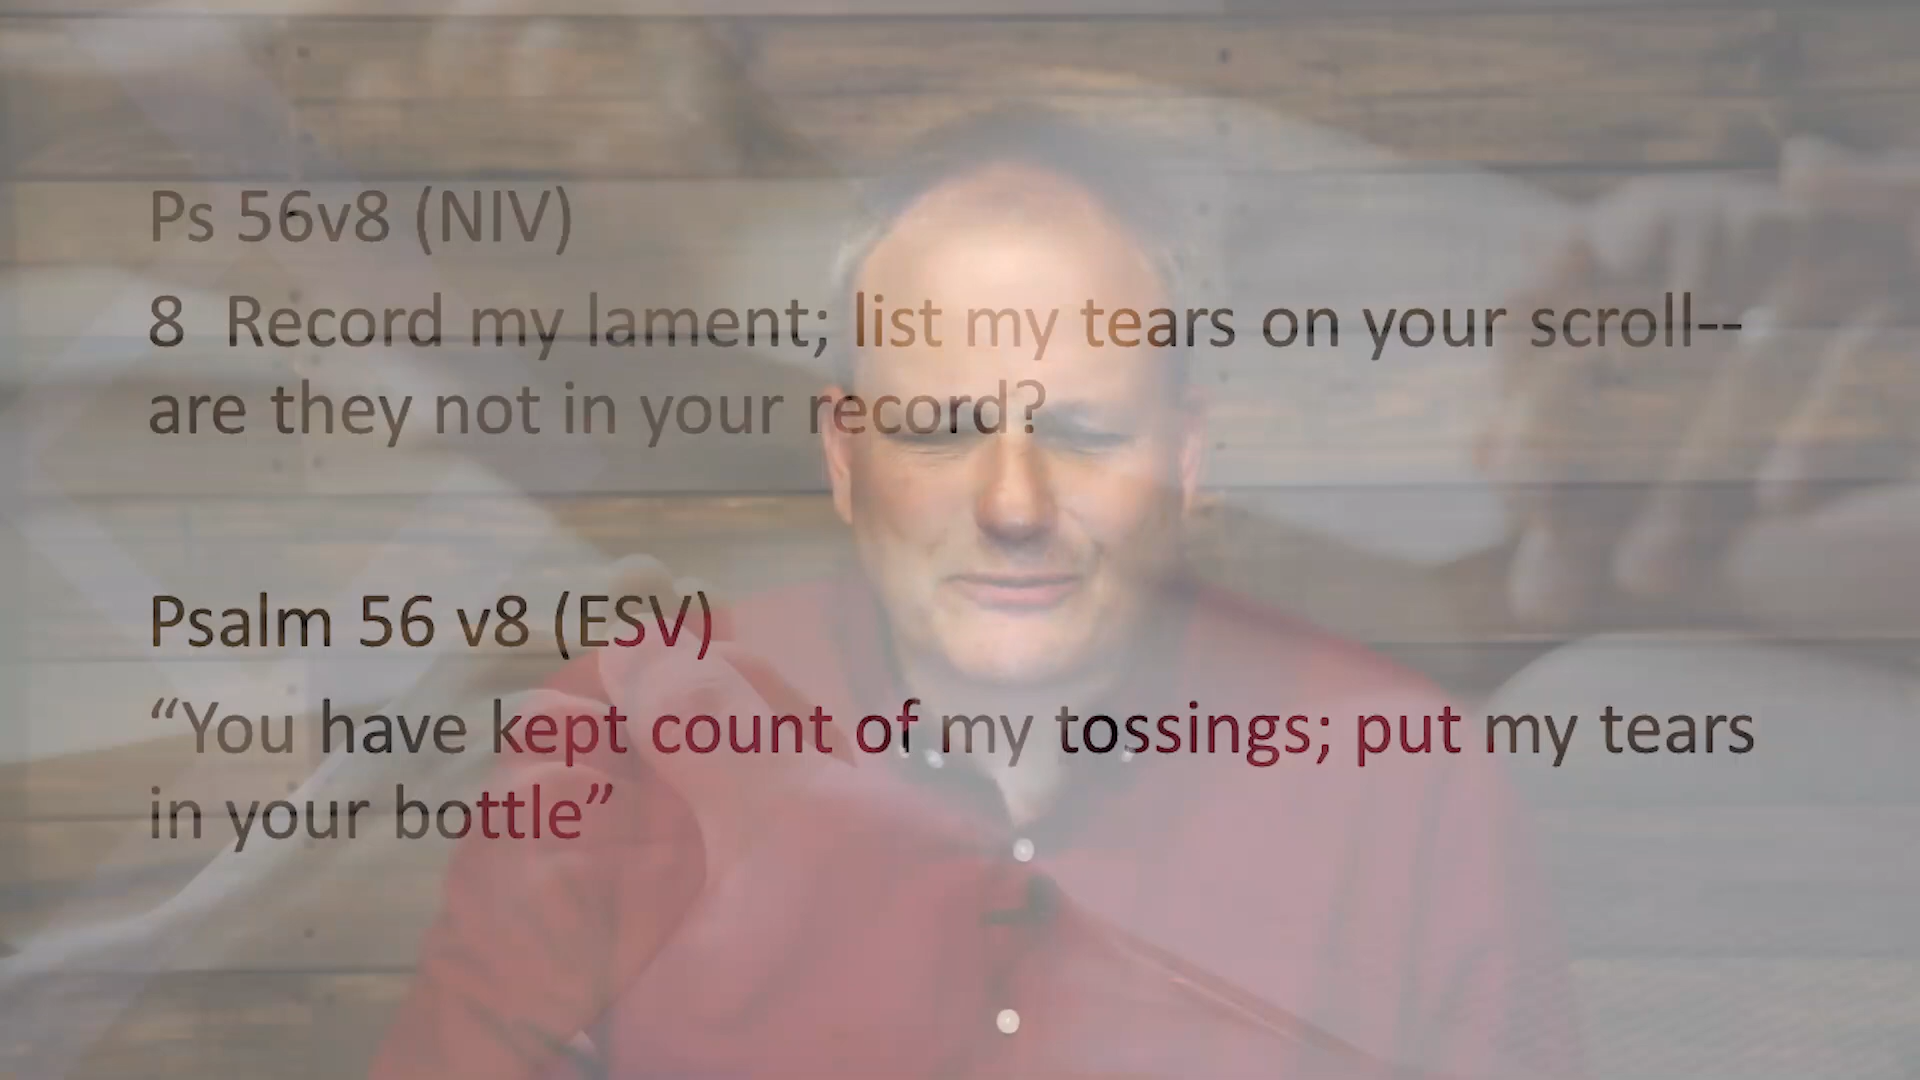 Ps 56v8 (NIV)
8 Record my lament; list my tears on your scroll--
are they not in your record?
Psalm 56 v8 (ESV)
“You have kept count of my tossings; put my tears
in your bottle”